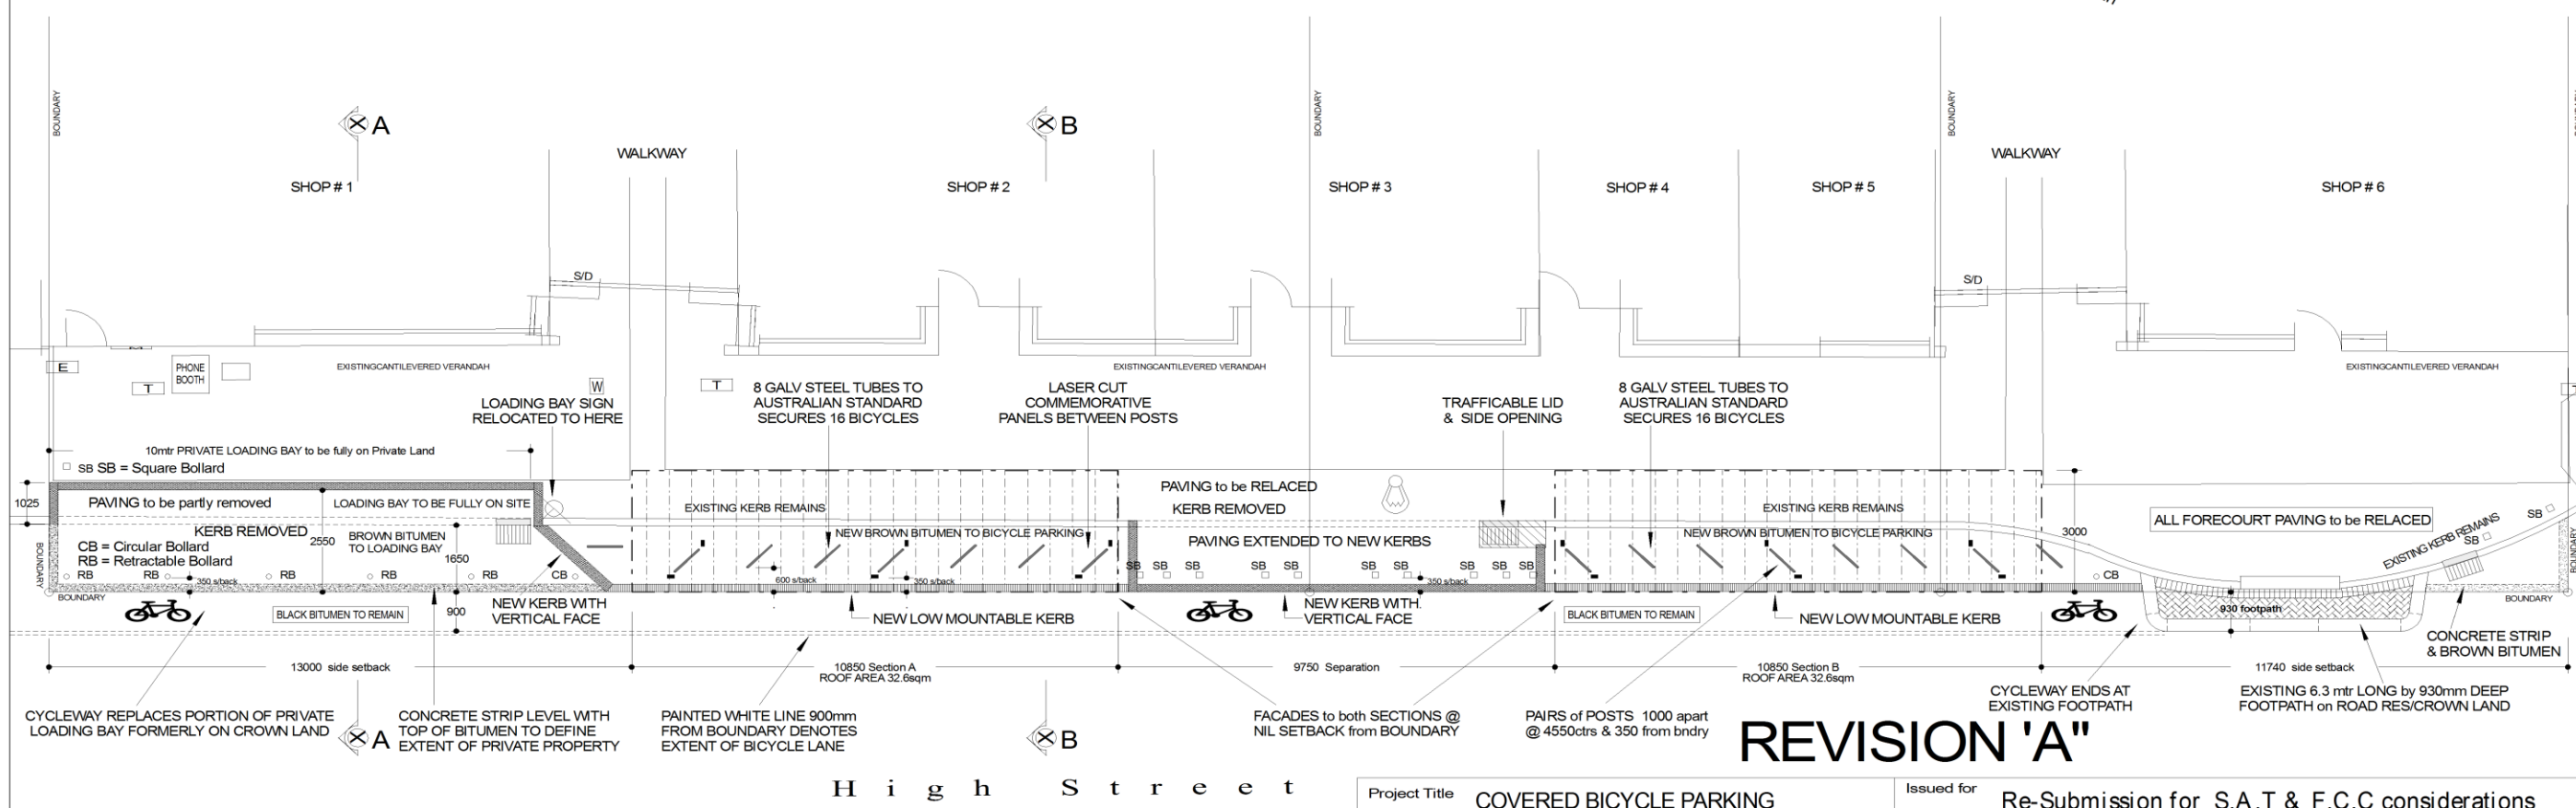 BOUNDARY
A
B
BOUNDARY
BOUNDARY
WALKWAY
WALKWAY
SHOP # 1
SHOP # 2
SHOP # 3
SHOP # 4
SHOP # 5
SHOP # 6
S/D
S/D
EXISTINGCANTILEVERED VERANDAH
EXISTINGCANTILEVERED VERANDAH
EXISTINGCANTILEVERED VERANDAH
E
T
PHONE
BOOTH
W
T
LOADING BAY SIGN
RELOCATED TO HERE
8 GALV STEEL TUBES TO
AUSTRALIAN STANDARD
SECURES 16 BICYCLES
LASER CUT
COMMEMORATIVE
PANELS BETWEEN POSTS
TRAFFICABLE LID
& SIDE OPENING
8 GALV STEEL TUBES TO
AUSTRALIAN STANDARD
SECURES 16 BICYCLES
10mtr PRIVATE LOADING BAY to be fully on Private Land
SB SB = Square Bollard
1025
PAVING to be partly removed
LOADING BAY TO BE FULLY ON SITE
KERB REMOVED
2550
BROWN BITUMEN
TO LOADING BAY
1650
CB = Circular Bollard
RB = Retractable Bollard
RB
RB
RB
RB
RB
CB
350 s/back
BOUNDARY
BOUNDARY
EXISTING KERB REMAINS
NEW BROWN BITUMEN TO BICYCLE PARKING
600 s/back
350 s/back
PAVING to be RELACED
KERB REMOVED
PAVING EXTENDED TO NEW KERBS
SB
SB
SB
SB
SB
SB
SB
SB
SB
SB
350 s/back
EXISTING KERB REMAINS
NEW BROWN BITUMEN TO BICYCLE PARKING
3000
CB
ALL FORECOURT PAVING to be RELACED
EXISTING KERB REMAINS
SB
SB
BOUNDARY
BOUNDARY
BLACK BITUMEN TO REMAIN
900
NEW KERB WITH
VERTICAL FACE
NEW LOW MOUNTABLE KERB
NEW KERB WITH.
VERTICAL FACE
BLACK BITUMEN TO REMAIN
NEW LOW MOUNTABLE KERB
930 footpath
CONCRETE STRIP
& BROWN BITUMEN
13000 side setback
10850 Section A
ROOF AREA 32.6sqm
9750 Separation
10850 Section B
ROOF AREA 32.6sqm
11740 side setback
CYCLEWAY REPLACES PORTION OF PRIVATE
LOADING BAY FORMERLY ON CROWN LAND
A
CONCRETE STRIP LEVEL WITH
TOP OF BITUMEN TO DEFINE
EXTENT OF PRIVATE PROPERTY
PAINTED WHITE LINE 900mm
FROM BOUNDARY DENOTES
EXTENT OF BICYCLE LANE
B
FACADES to both SECTIONS @
NIL SETBACK from BOUNDARY
PAIRS of POSTS 1000 apart
@ 4550ctrs & 350 from bndry
CYCLEWAY ENDS AT
EXISTING FOOTPATH
EXISTING 6.3 mtr LONG by 930mm DEEP
FOOTPATH on ROAD RES/CROWN LAND
REVISION 'A"
High Street
Project Title
COVERED BICYCLE PARKING
Issued for
Re-Submission for S.A.T & F.C.C considerations